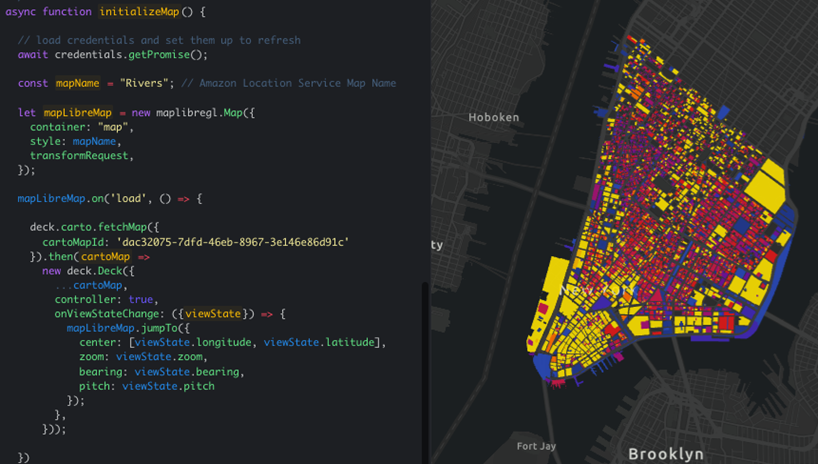 async function initializeMap() {
// load credentials and set them up to refresh
await credentials.getPromise();
const mapName = "Rivers"; // Amazon Location Service Map Name
let mapLibreMap = new maplibregl.Map({
container: "map",
style: mapName,
transformRequest,
});
mapLibreMap.on('load', () => {
deck.carto.fetchMap({
cartoMapId: 'dac32075-7dfd-46eb-8967-3e146e86d91c'
}).then(cartoMap =>
new deck.Deck({
...cartoMap,
controller: true,
onViewStateChange: ({viewState}) => {
mapLibreMap.jumpTo({
center: [viewState.longitude, viewState.latitude],
zoom: viewState.zoom,
bearing: viewState.bearing,
pitch: viewState.pitch
});
},
}));
})
Hoboken
ty
New York
Fort Jay
Brooklyn